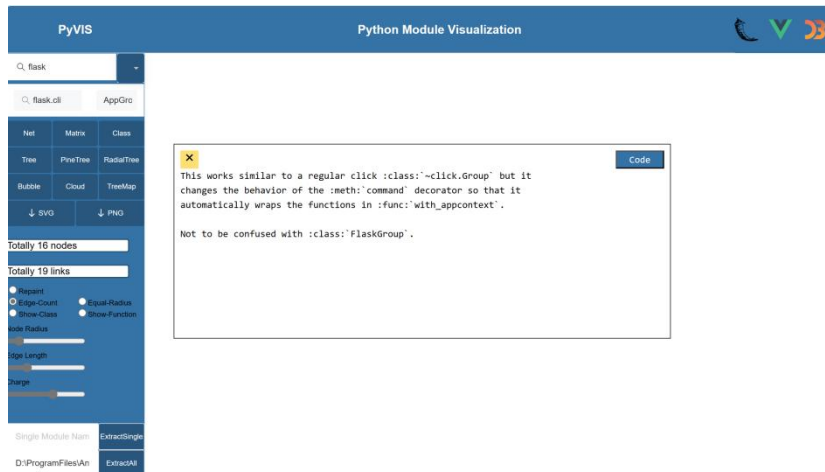 PyVIS
Python Module Visualization
flask
flask.cli
AppGrc
Net
Matrix
Class
Tree
PineTree
RadialTree
Bubble
Cloud
TreeMap
↓ SVG
↓ PNG
Totally 16 nodes
Totally 19 links
Repaint
Edge-Count
Equal-Radius
Show-Class
Show-Function
Node Radius
Edge Length
Charge
Single Module Nam
ExtractSingle
D:\ProgramFiles\An
ExtractAll
×
Code
This works similar to a regular click :class:`~click.Group` but it
changes the behavior of the :meth:`command` decorator so that it
automatically wraps the functions in :func:`with_appcontext`.
Not to be confused with :class:`FlaskGroup`.